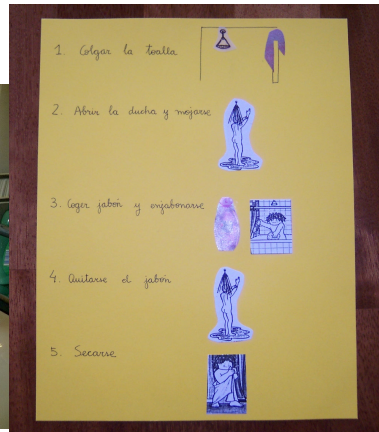 1. Colgar la toalla
2. Abrir la ducha y mojarse
3. Coger jabón y enjabonarse
4. Quitarse el jabón
5. Secarse